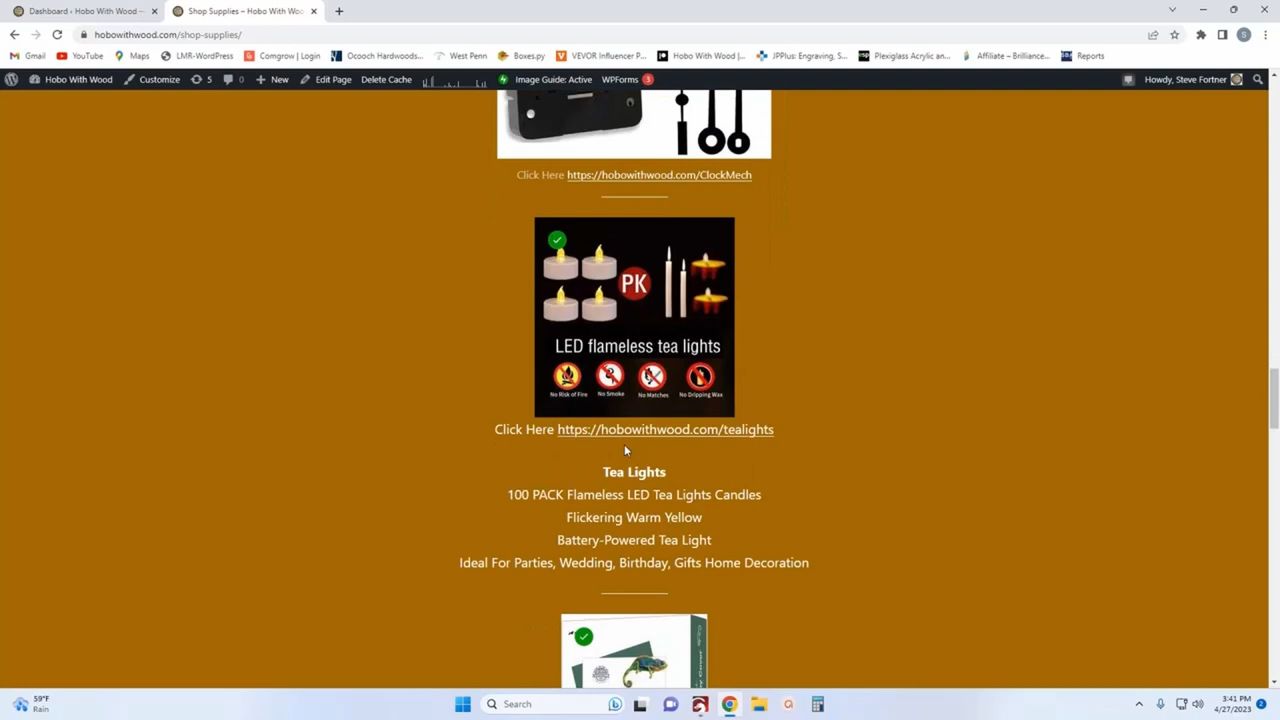 Dashboard ‹ Hobo With Wood —
Shop Supplies – Hobo With Woo
hobowithwood.com/shop-supplies/
S
Gmail
YouTube
Maps
LMR-WordPress
Comgrow | Login
Ocooch Hardwoods...
West Penn
Boxes.py
VEVOR Influencer P...
Hobo With Wood |...
JPPlus: Engraving, S...
Plexiglass Acrylic an...
Affiliate – Brilliance...
Reports
Hobo With Wood
Customize
5
0
New
Edit Page
Delete Cache
Image Guide: Active
WPForms 3
Howdy, Steve Fortner
Click Here https://hobowithwood.com/ClockMech
PK
LED flameless tea lights
No Risk of Fire
No Smoke
No Matches
No Dripping Wax
Click Here https://hobowithwood.com/tealights
Tea Lights
100 PACK Flameless LED Tea Lights Candles
Flickering Warm Yellow
Battery-Powered Tea Light
Ideal For Parties, Wedding, Birthday, Gifts Home Decoration
59°F
Rain
Search
3:41 PM
4/27/2023
2